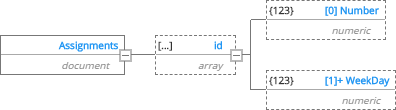 {123} [0] Number
numeric
Assignments
document
[...] id
array
{123} [1]+ WeekDay
numeric